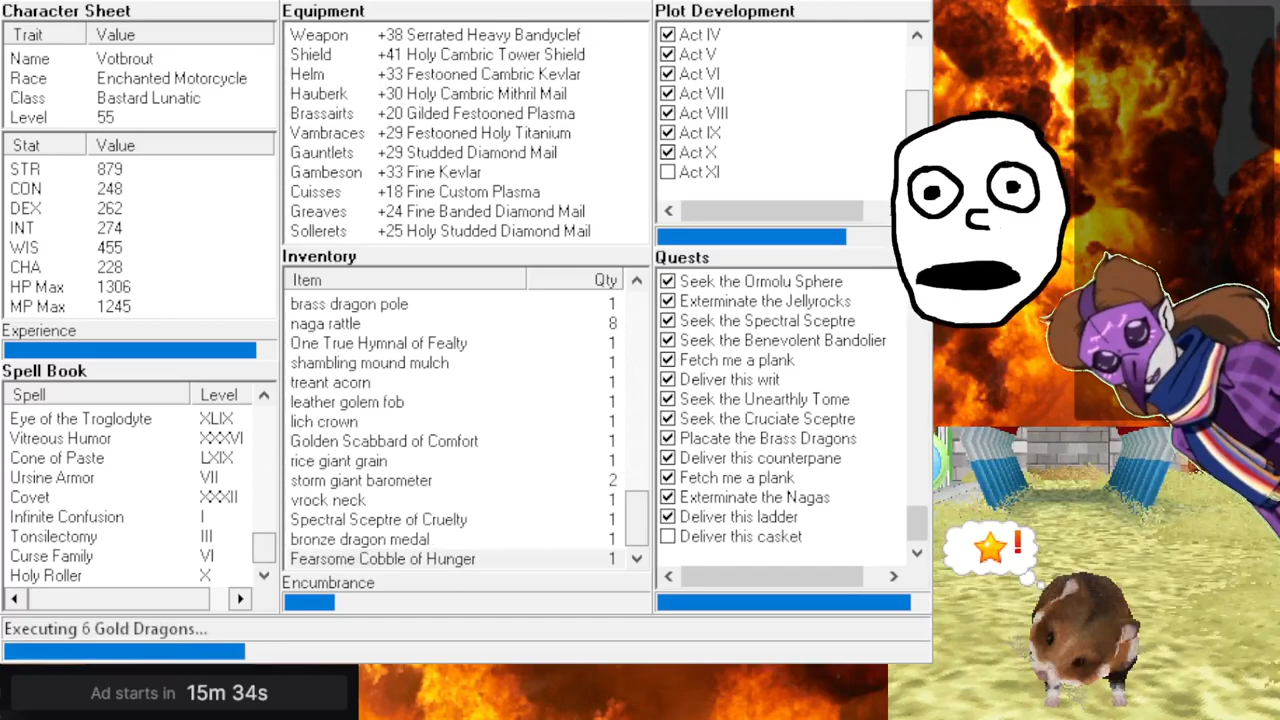 Character Sheet
Trait Value
Name Votbrout
Race Enchanted Motorcycle
Class Bastard Lunatic
Level 55
Stat Value
STR 879
CON 248
DEX 262
INT 274
WIS 455
CHA 228
HP Max 1306
MP Max 1245
Experience
Spell Book
Spell Level
Eye of the Troglodyte XLIX
Vitreous Humor XXXVI
Cone of Paste LXIX
Ursine Armor VII
Covet XXXII
Infinite Confusion I
Tonsilectomy III
Curse Family VI
Holy Roller X
Equipment
Weapon +38 Serrated Heavy Bandyclef
Shield +41 Holy Cambric Tower Shield
Helm +33 Festooned Cambric Kevlar
Hauberk +30 Holy Cambric Mithril Mail
Brassairts +20 Gilded Festooned Plasma
Vambraces +29 Festooned Holy Titanium
Gauntlets +29 Studded Diamond Mail
Gambeson +33 Fine Kevlar
Cuisses +18 Fine Custom Plasma
Greaves +24 Fine Banded Diamond Mail
Sollerets +25 Holy Studded Diamond Mail
Inventory
Item Qty
brass dragon pole 1
naga rattle 8
One True Hymnal of Fealty 1
shambling mound mulch 1
treant acorn 1
leather golem fob 1
lich crown 1
Golden Scabbard of Comfort 1
rice giant grain 1
storm giant barometer 2
vrock neck 1
Spectral Sceptre of Cruelty 1
bronze dragon medal 1
Fearsome Cobble of Hunger 1
Encumbrance
Plot Development
Act IV
Act V
Act VI
Act VII
Act VIII
Act IX
Act X
Act XI
Quests
Seek the Ormolu Sphere
Exterminate the Jellyrocks
Seek the Spectral Sceptre
Seek the Benevolent Bandolier
Fetch me a plank
Deliver this writ
Seek the Unearthly Tome
Seek the Cruciate Sceptre
Placate the Brass Dragons
Deliver this counterpane
Fetch me a plank
Exterminate the Nagas
Deliver this ladder
Deliver this casket
Executing 6 Gold Dragons...
Ad starts in 15m 34s
!